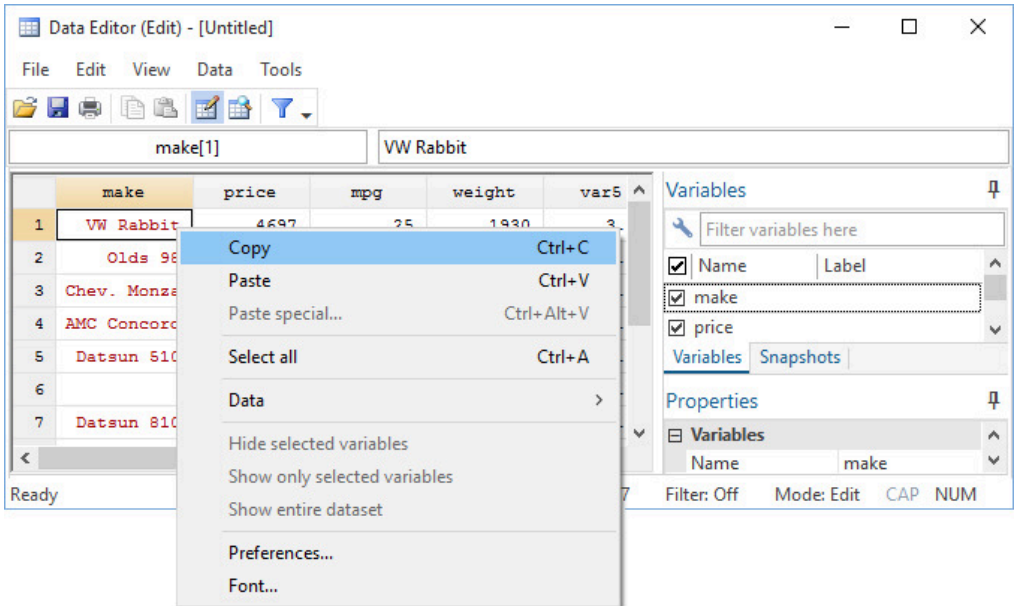 Data Editor (Edit) - [Untitled]
File Edit View Data Tools
make[1] VW Rabbit
make price mpg weight var5
1 VW Rabbit 4697 25 1930 3.
2 Olds 98
3 Chev. Monza
4 AMC Concord
5 Datsun 510
6
7 Datsun 810
Copy Ctrl+C
Paste Ctrl+V
Paste special... Ctrl+Alt+V
Select all Ctrl+A
Data
Hide selected variables
Show only selected variables
Show entire dataset
Preferences...
Font...
Variables
Filter variables here
Name Label
make
price
Variables Snapshots
Properties
Variables
Name make
Ready 7 Filter: Off Mode: Edit CAP NUM